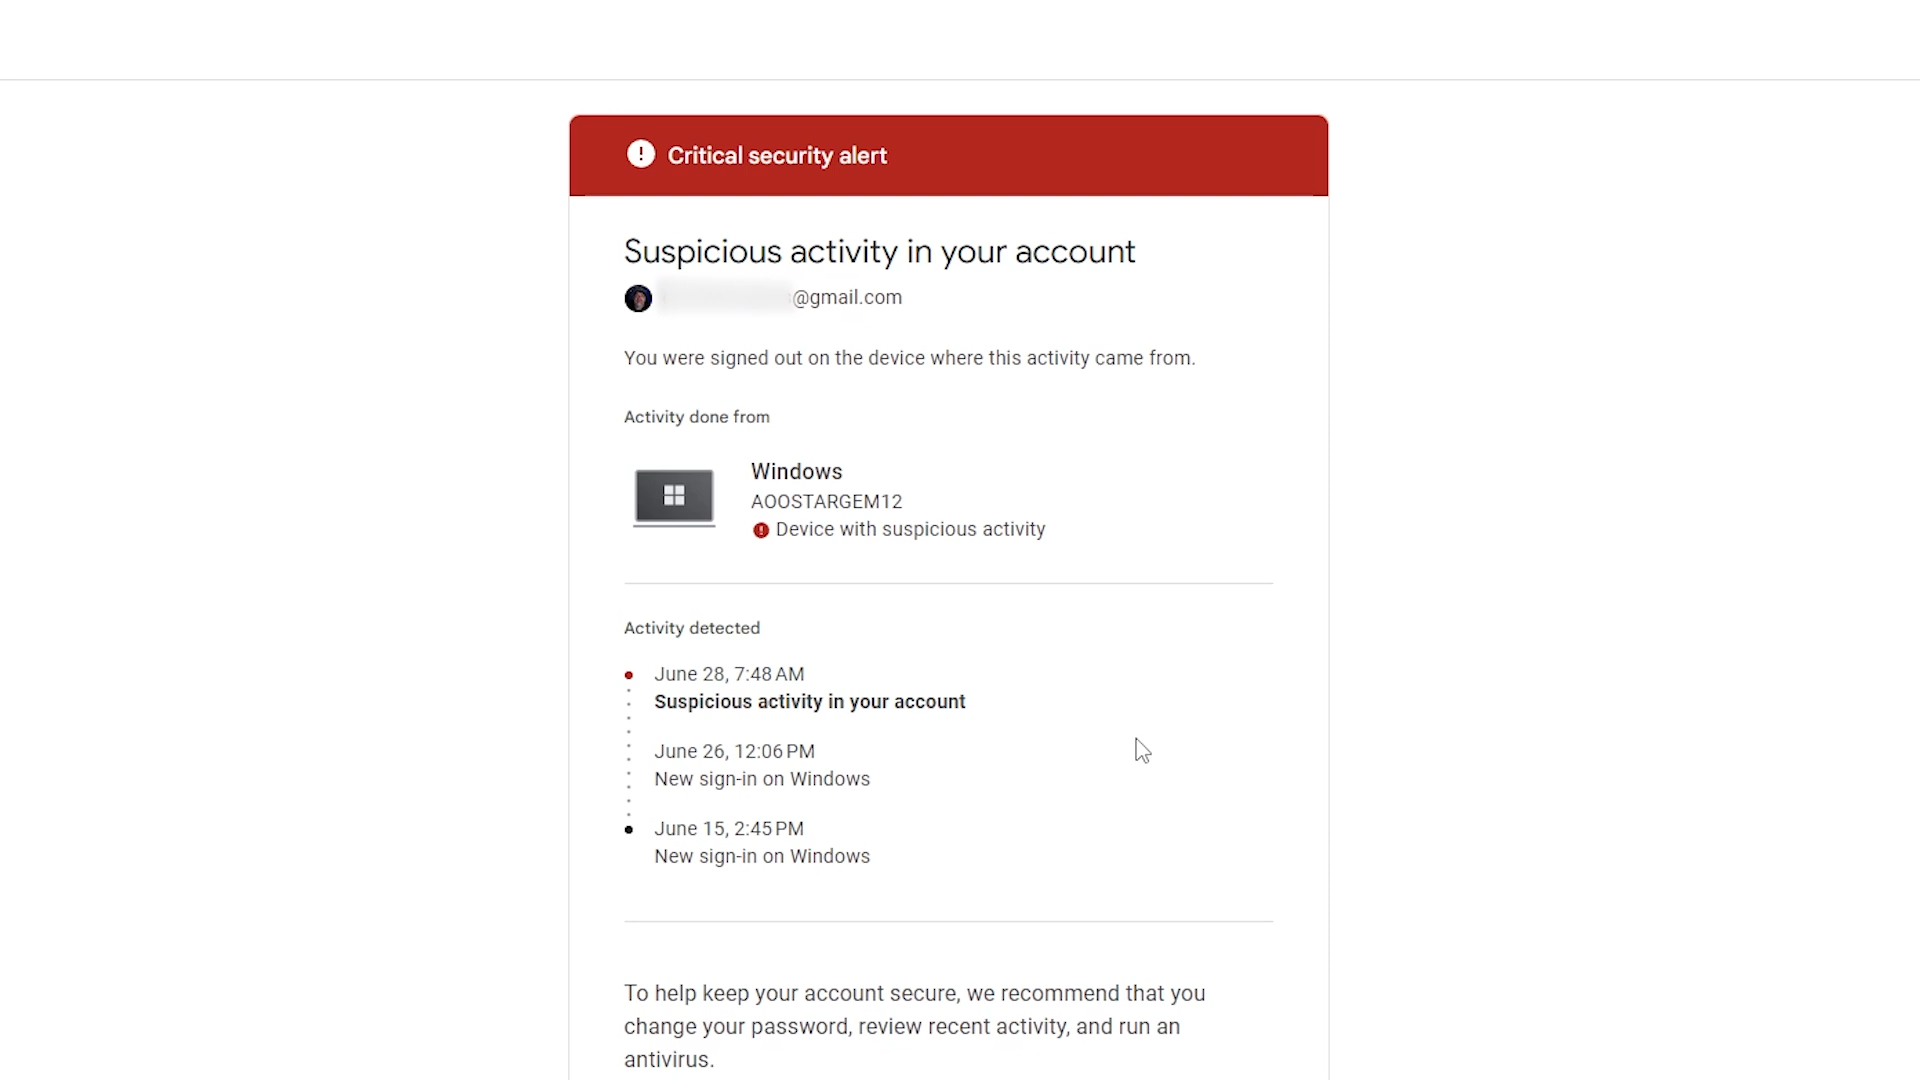 Critical security alert
Suspicious activity in your account
@gmail.com
You were signed out on the device where this activity came from.
Activity done from
Windows
AOOSTARGEM12
Device with suspicious activity
Activity detected
June 28, 7:48 AM
Suspicious activity in your account
June 26, 12:06 PM
New sign-in on Windows
June 15, 2:45 PM
New sign-in on Windows
To help keep your account secure, we recommend that you
change your password, review recent activity, and run an
antivirus.